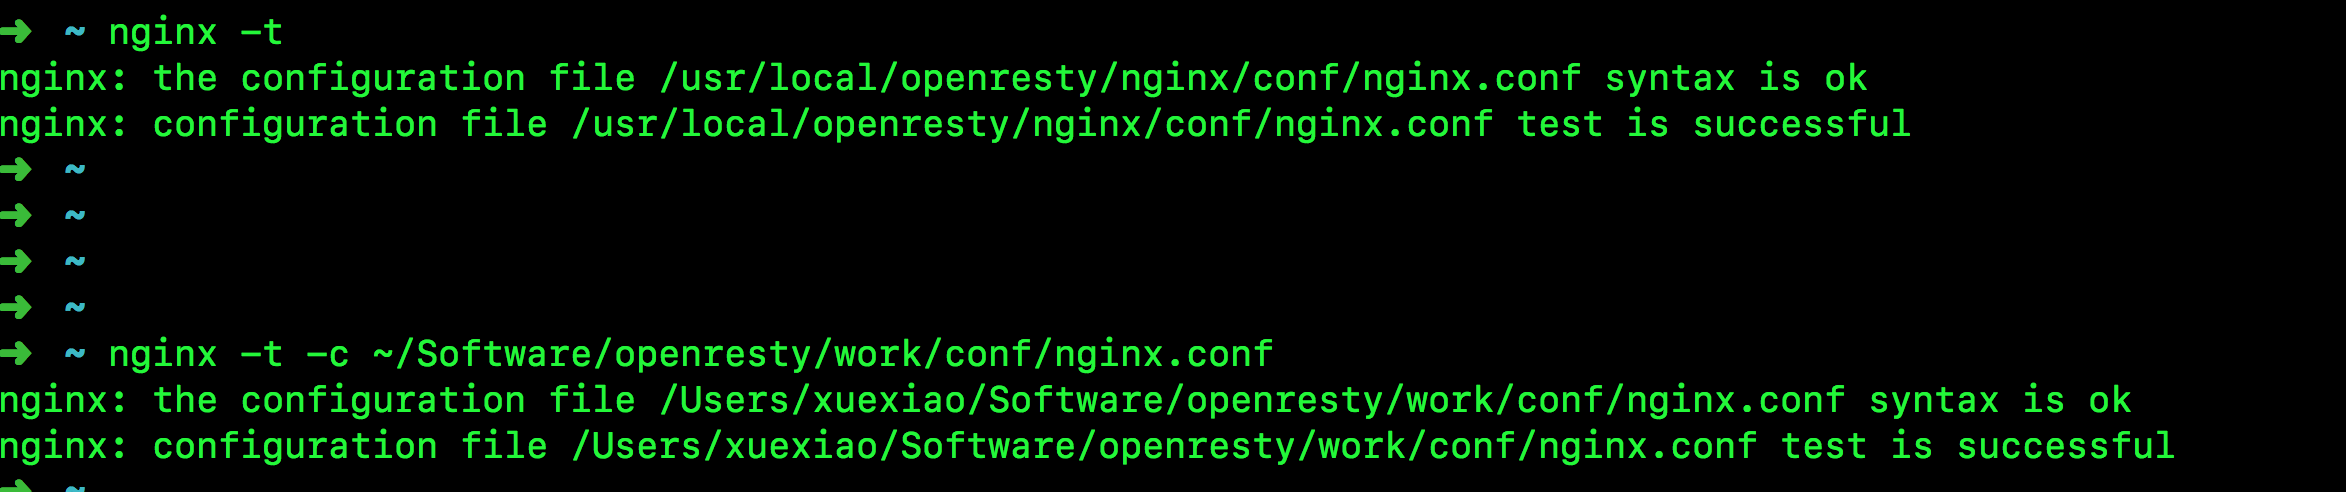 ➜ ~ nginx -t
nginx: the configuration file /usr/local/openresty/nginx/conf/nginx.conf syntax is ok
nginx: configuration file /usr/local/openresty/nginx/conf/nginx.conf test is successful
➜ ~
➜ ~
➜ ~
➜ ~
➜ ~ nginx -t -c ~/Software/openresty/work/conf/nginx.conf
nginx: the configuration file /Users/xuexiao/Software/openresty/work/conf/nginx.conf syntax is ok
nginx: configuration file /Users/xuexiao/Software/openresty/work/conf/nginx.conf test is successful
➜ ~